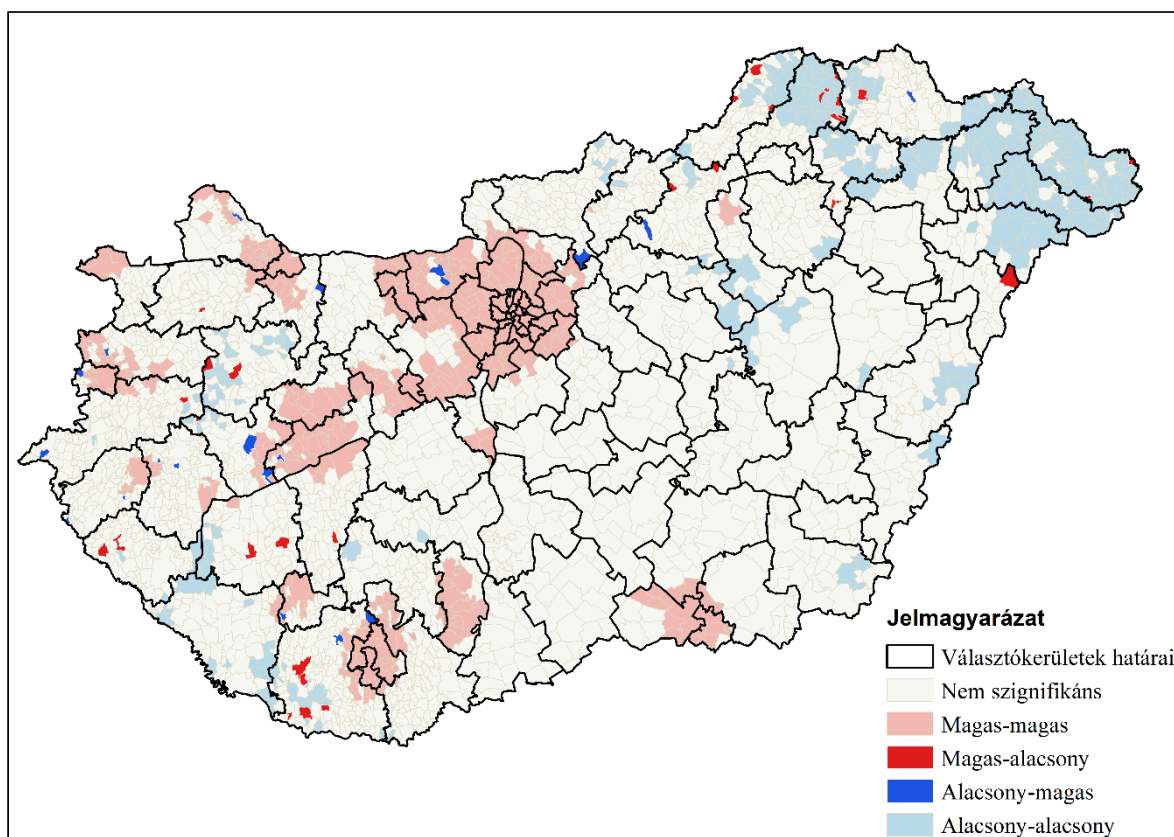 Jelmagyarázat
Választókerületek határai
Nem szignifikáns
Magas-magas
Magas-alacsony
Alacsony-magas
Alacsony-alacsony